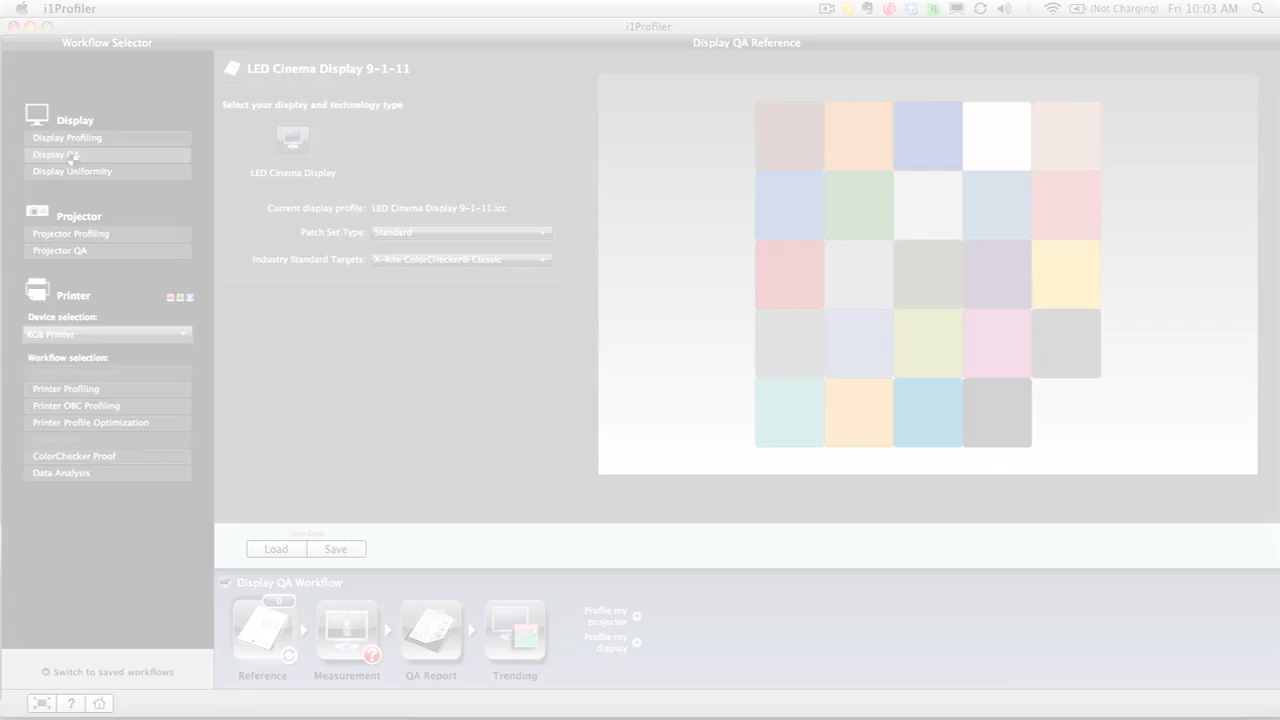 i1Profiler
(Not Charging) Fri 10:03 AM
i1Profiler
Workflow Selector
Display QA Reference
LED Cinema Display 9-1-11
Select your display and technology type
LED Cinema Display
Current display profile: LED Cinema Display 9-1-11.icc
Patch Set Type: Standard
Industry Standard Targets: X-Rite ColorChecker® Classic
Display
Display Profiling
Display QA
Display Uniformity
Projector
Projector Profiling
Projector QA
Printer
Device selection:
RGB Printer
Workflow selection:
Printer Profiling
Printer OBC Profiling
Printer Profile Optimization
ColorChecker Proof
Data Analysis
Page Data
Load Save
Display QA Workflow
Reference
Measurement
QA Report
Trending
Profile my
projector
Profile my
display
Switch to saved workflows
?